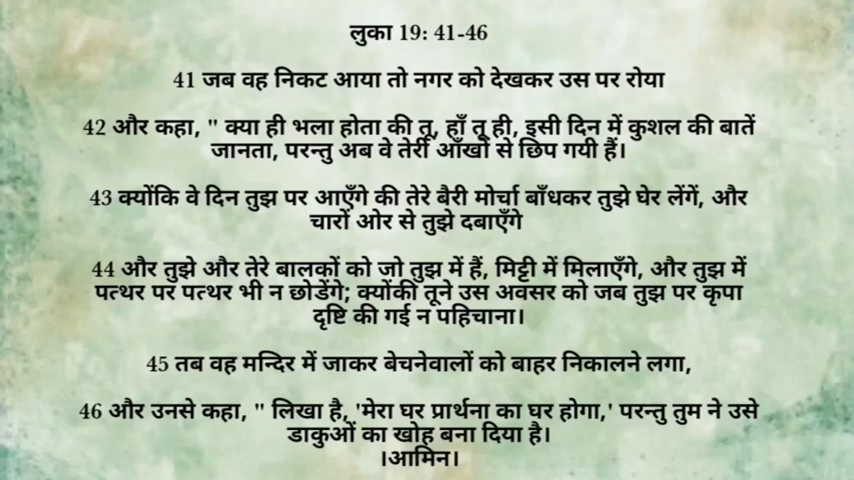 लुका 19: 41-46
41 जब वह निकट आया तो नगर को देखकर उस पर रोया
42 और कहा, " क्या ही भला होता की तू, हाँ तू ही, इसी दिन में कुशल की बातें
जानता, परन्तु अब वे तेरी आँखों से छिप गयी हैं।
43 क्योंकि वे दिन तुझ पर आएँगे की तेरे बैरी मोर्चा बाँधकर तुझे घेर लेंगें, और
चारों ओर से तुझे दबाएँगे
44 और तुझे और तेरे बालकों को जो तुझ में हैं, मिट्टी में मिलाएँगे, और तुझ में
पत्थर पर पत्थर भी न छोडेंगे; क्योंकी तूने उस अवसर को जब तुझ पर कृपा
दृष्टि की गई न पहिचाना।
45 तब वह मन्दिर में जाकर बेचनेवालों को बाहर निकालने लगा,
46 और उनसे कहा, " लिखा है, 'मेरा घर प्रार्थना का घर होगा,' परन्तु तुम ने उसे
डाकुओं का खोह बना दिया है।
।आमिन।